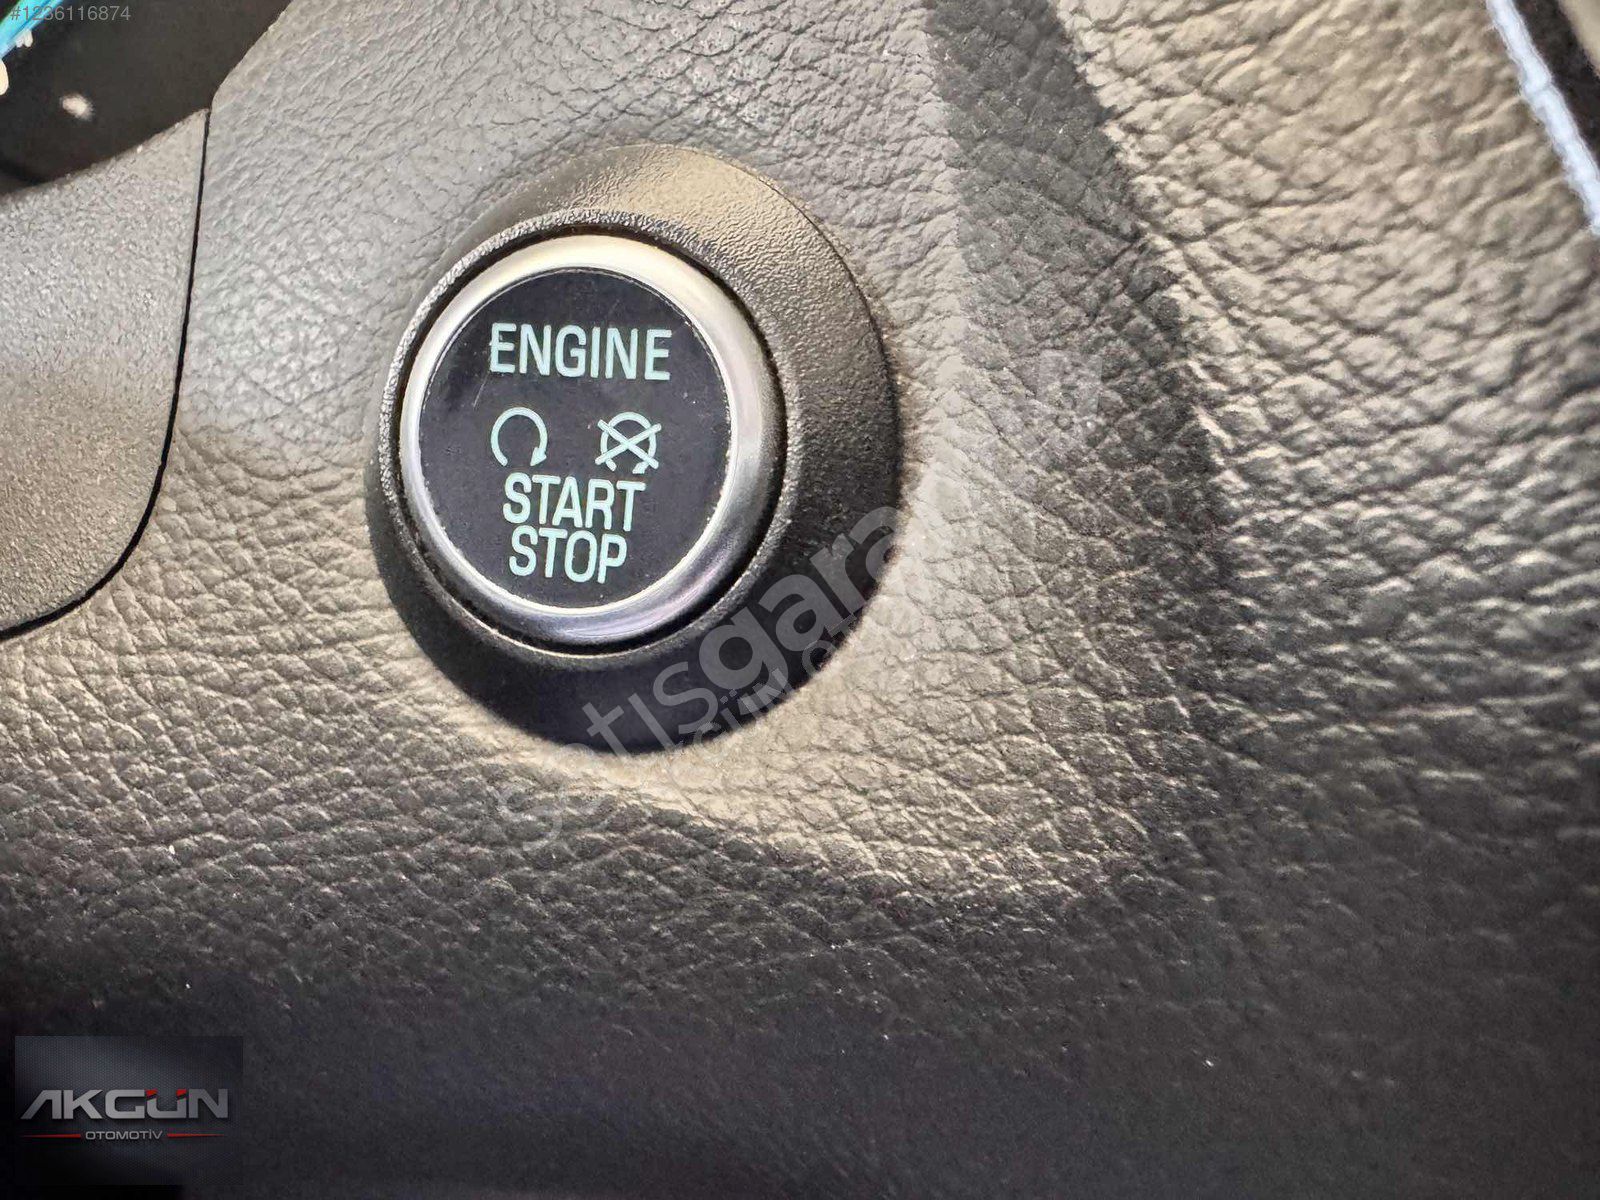 #1236116874
ENGINE
START
STOP
AKGÜN
OTOMOTİV